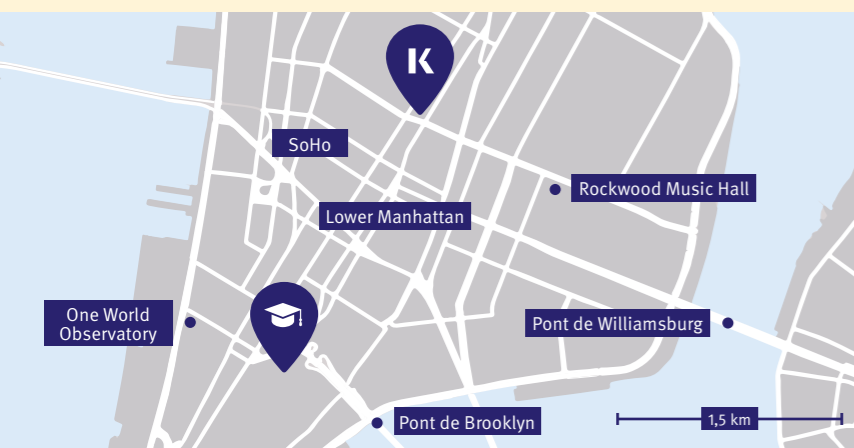 K
SoHo
Rockwood Music Hall
Lower Manhattan
One World
Observatory
Pont de Williamsburg
Pont de Brooklyn
1,5 km